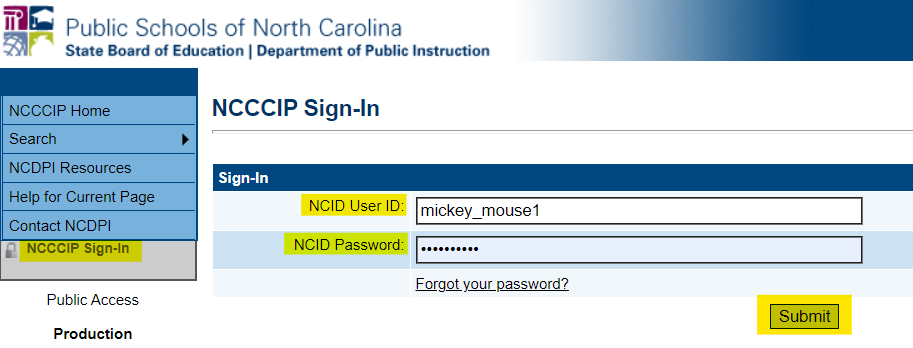 Public Schools of North Carolina
State Board of Education | Department of Public Instruction
NCCCIP Home
Search
NCDPI Resources
Help for Current Page
Contact NCDPI
NCCCIP Sign-In
Public Access
Production
NCCCIP Sign-In
Sign-In
NCID User ID: mickey_mouse1
NCID Password: ••••••••••
Forgot your password?
Submit